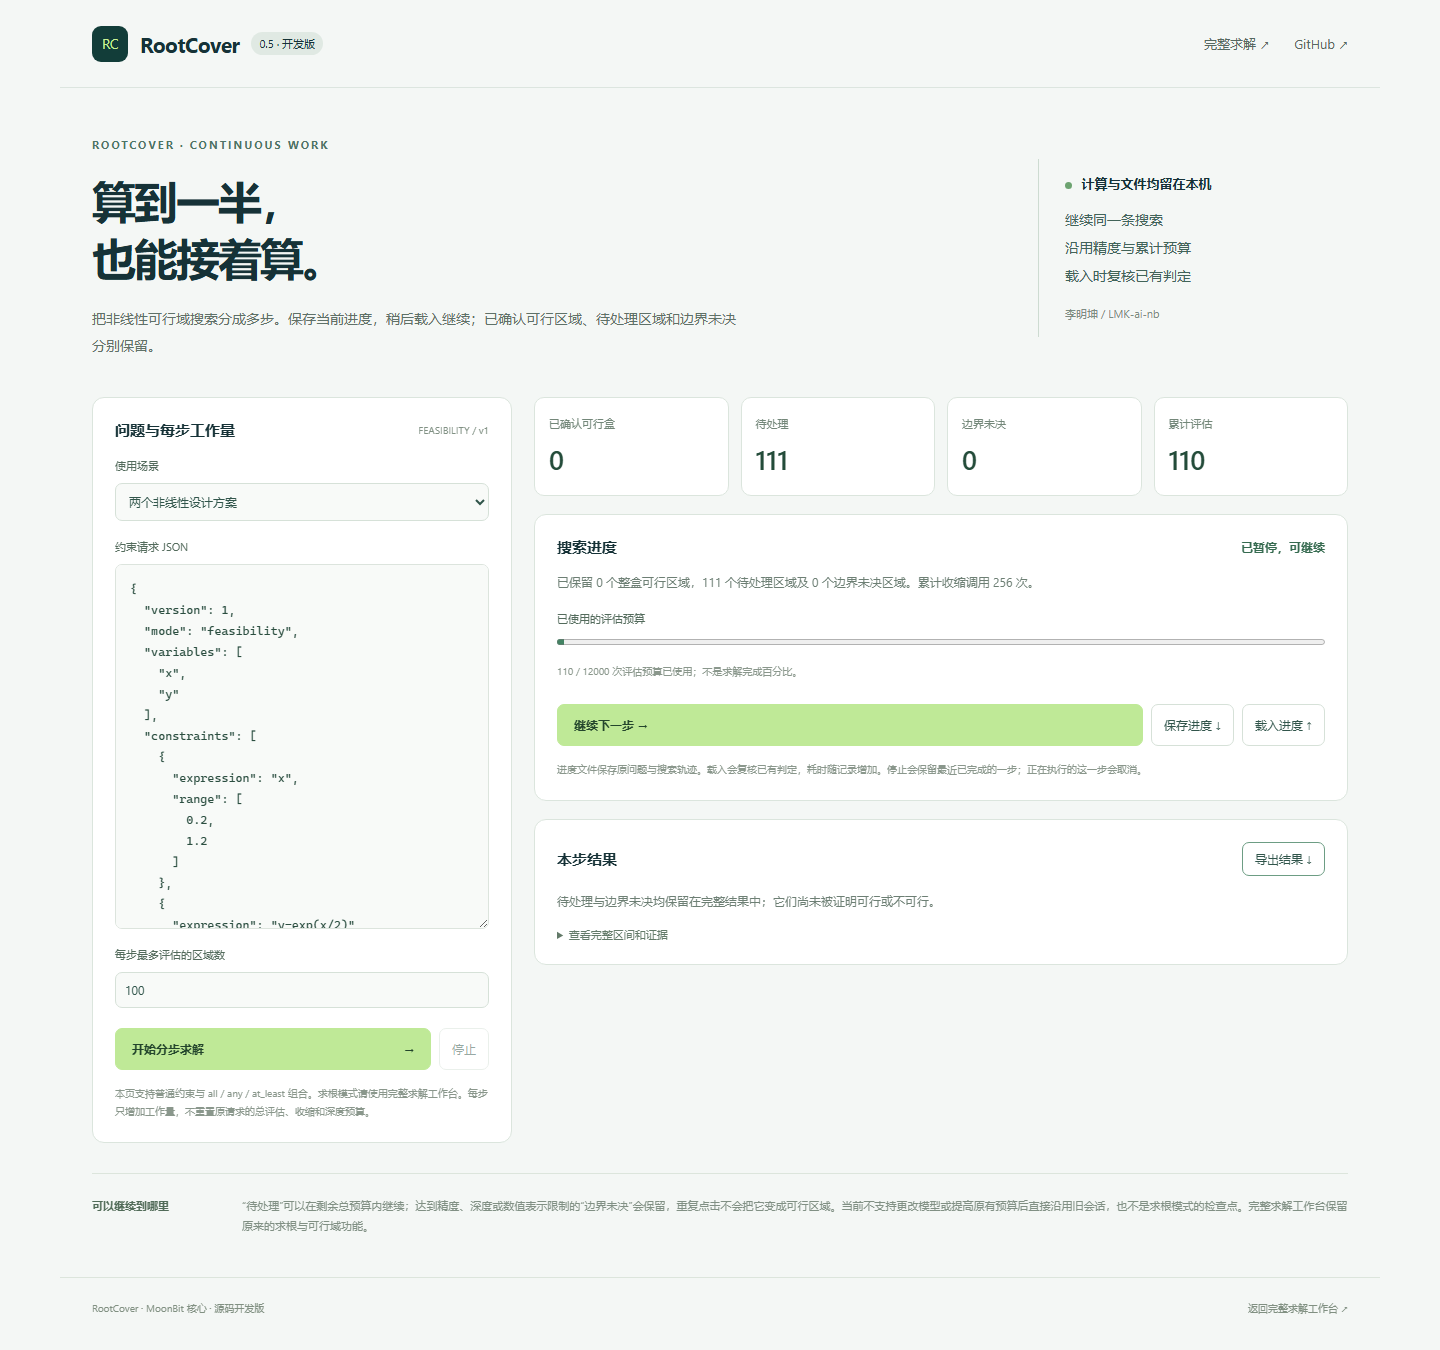 RC RootCover 0.5 · 开发版 完整求解 ↗ GitHub ↗
ROOTCOVER · CONTINUOUS WORK
算到一半，
也能接着算。
把非线性可行域搜索分成多步。保存当前进度，稍后载入继续；已确认可行区域、待处理区域和边界未决
分别保留。
计算与文件均留在本机
继续同一条搜索
沿用精度与累计预算
载入时复核已有判定
李明坤 / LMK-ai-nb
问题与每步工作量 FEASIBILITY / v1
使用场景
两个非线性设计方案
约束请求 JSON
{
"version": 1,
"mode": "feasibility",
"variables": [
"x",
"y"
],
"constraints": [
{
"expression": "x",
"range": [
0.2,
1.2
]
},
{
"expression": "y-exp(x/2)"
每步最多评估的区域数
100
开始分步求解 →
停止
本页支持普通约束与 all / any / at_least 组合。求根模式请使用完整求解工作台。每步
只增加工作量，不重置原请求的总评估、收缩和深度预算。
已确认可行盒
0
待处理
111
边界未决
0
累计评估
110
搜索进度 已暂停，可继续
已保留 0 个整盒可行区域，111 个待处理区域及 0 个边界未决区域。累计收缩调用 256 次。
已使用的评估预算
110 / 12000 次评估预算已使用；不是求解完成百分比。
继续下一步 → 保存进度 ↓ 载入进度 ↑
进度文件保存原问题与搜索轨迹。载入会复核已有判定，耗时随记录增加。停止会保留最近已完成的一步；正在执行的这一步会取消。
本步结果 导出结果 ↓
待处理与边界未决均保留在完整结果中；它们尚未被证明可行或不可行。
▶ 查看完整区间和证据
可以继续到哪里
“待处理”可以在剩余总预算内继续；达到精度、深度或数值表示限制的“边界未决”会保留，重复点击不会把它变成可行区域。当前不支持更改模型或提高原有预算后直接沿用旧会话，也不是求根模式的检查点。完整求解工作台保留
原来的求根与可行域功能。
RootCover · MoonBit 核心 · 源码开发版 返回完整求解工作台 ↗